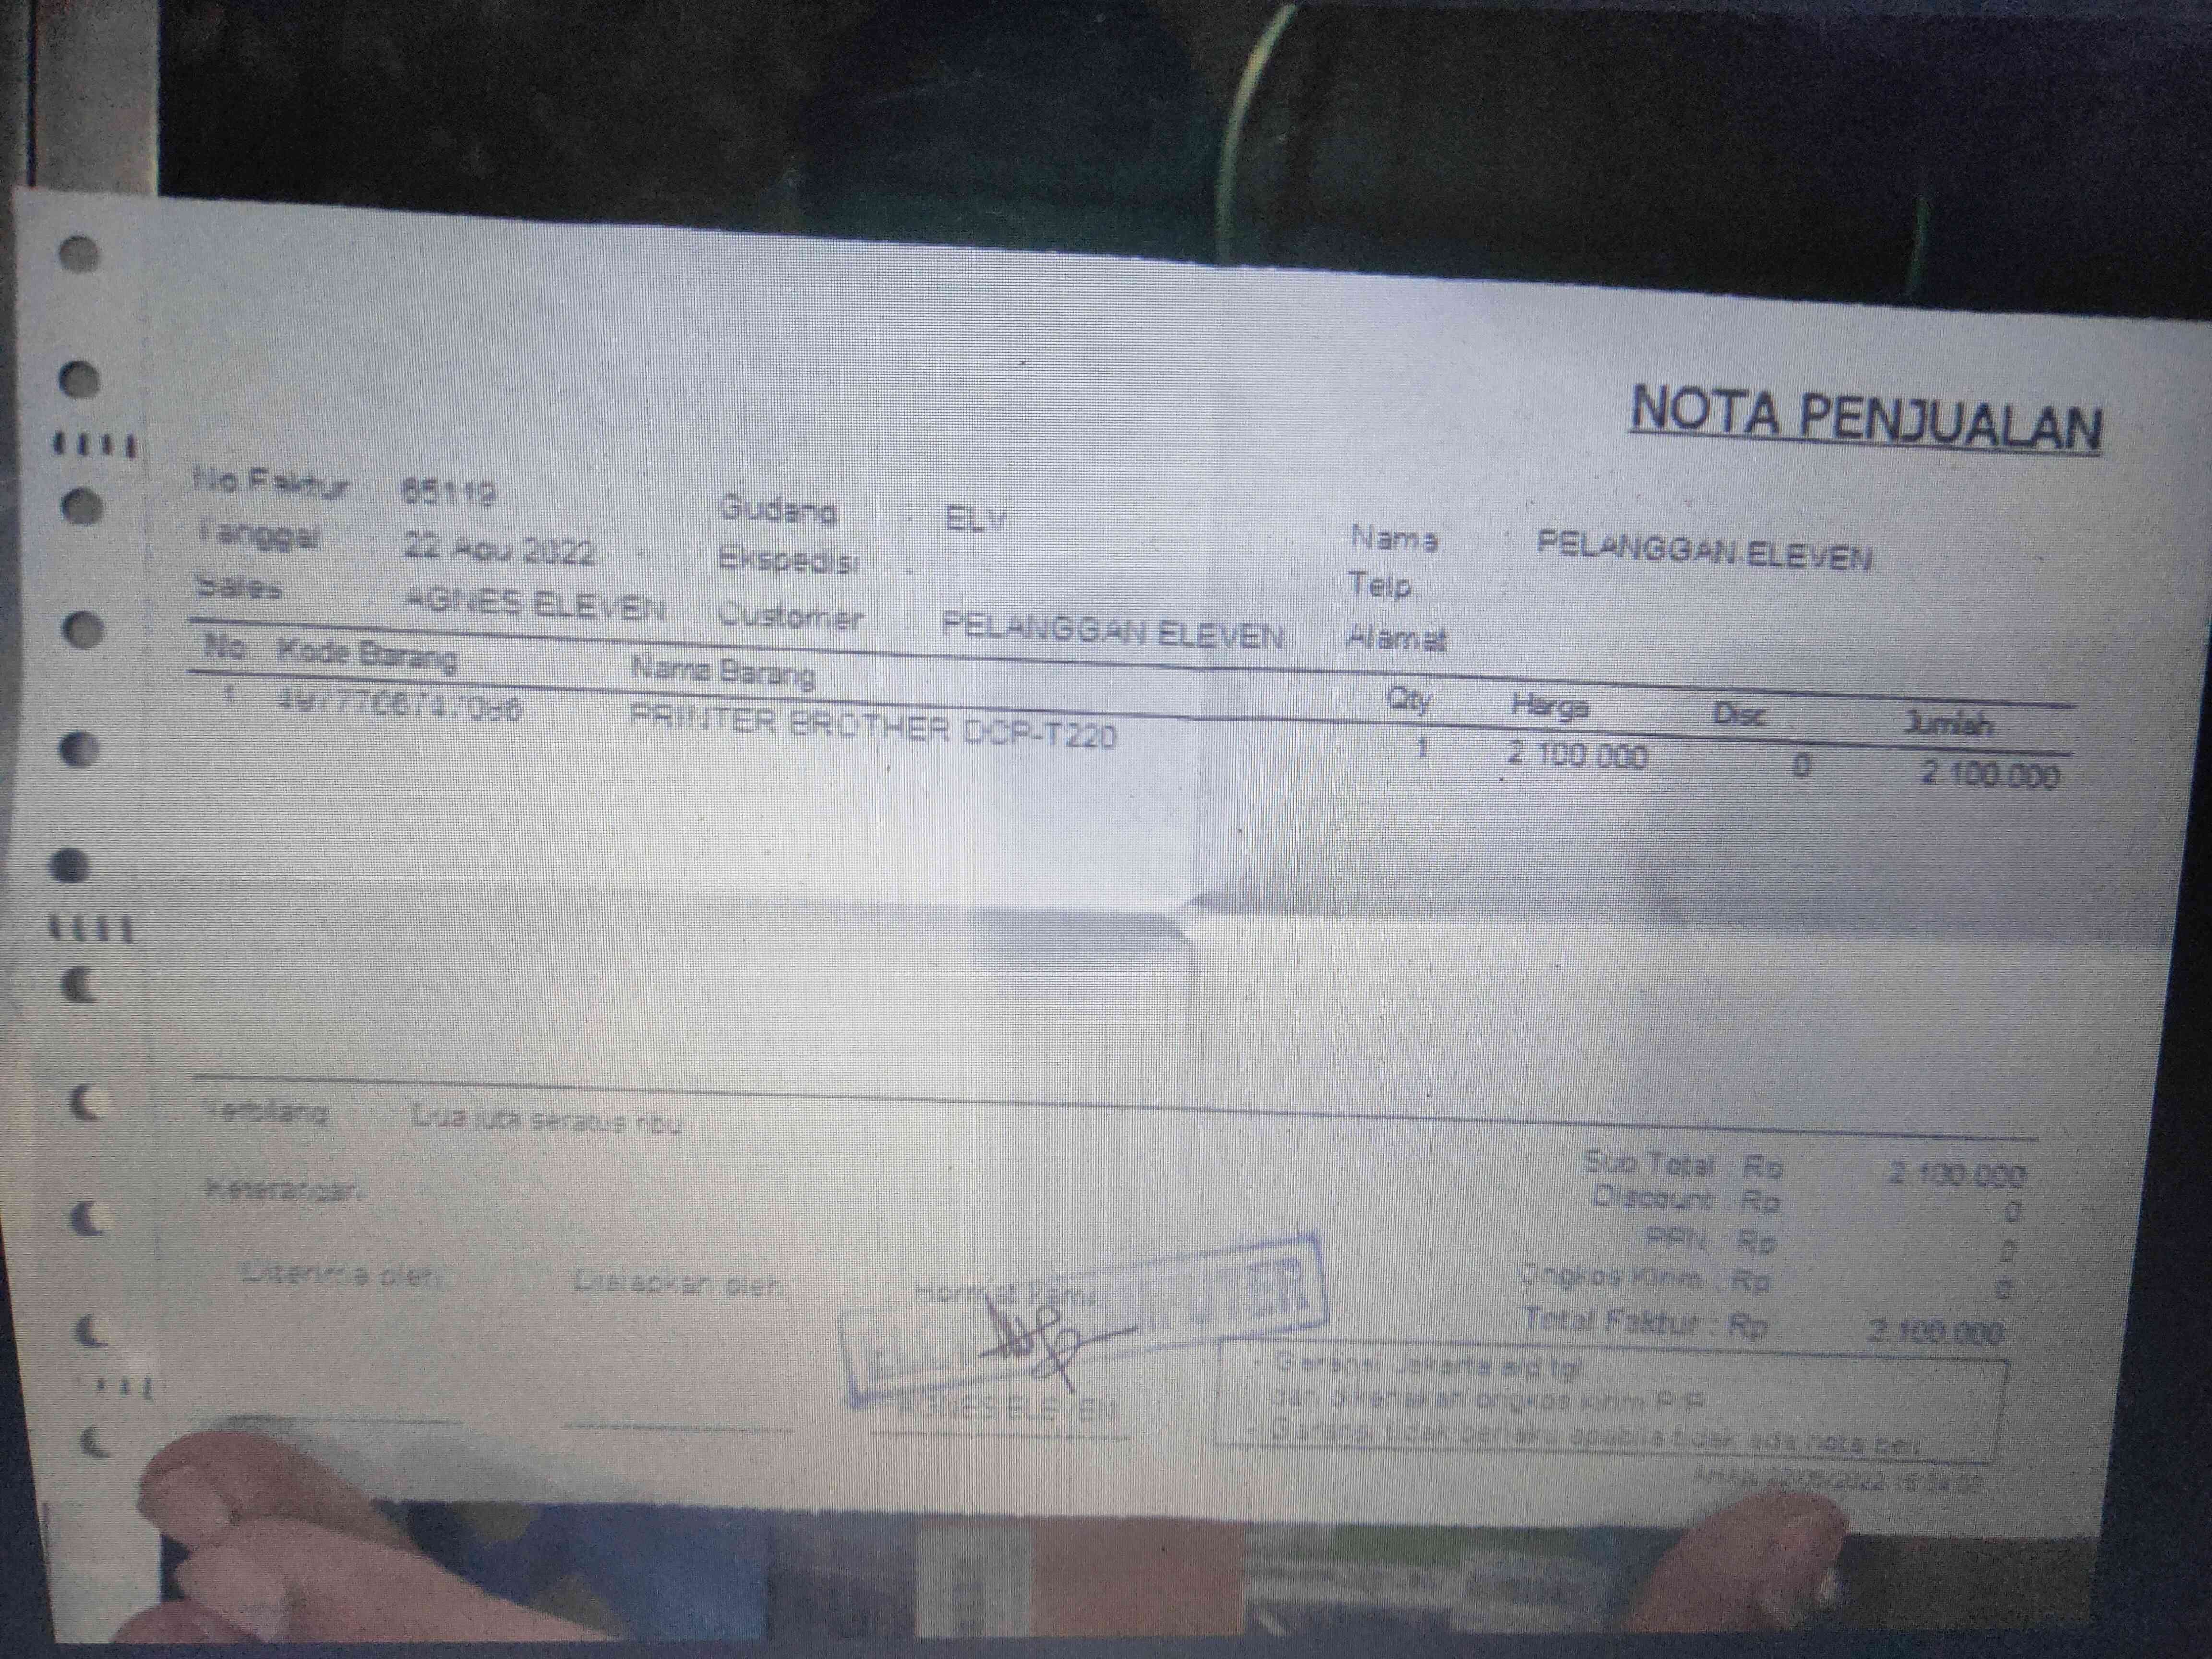 NOTA PENJUALAN
No Faktur 65119 Gudang : ELV Nama : PELANGGAN ELEVEN
Tanggal : 22 Agu 2022 Ekspedisi : Telp :
Sales : AGNES ELEVEN Customer : PELANGGAN ELEVEN Alamat
No Kode Barang Nama Barang Qty Harga Disc Jumlah
1 PRINTER BROTHER DCP-T220 1 2.100.000 0 2.100.000
Terbilang Dua juta seratus ribu
Sub Total : Rp 2.100.000
Keterangan
Discount : Rp 0
PPN : Rp 0
Ongkos Kirim : Rp 0
Total Faktur : Rp 2.100.000
Diterima oleh Disiapkan oleh Hormat Kami
AGNES ELEVEN
- Garansi Jakarta s/d tgl
dan dikenakan ongkos kirim P.P.
- Garansi tidak berlaku apabila tidak ada nota beli